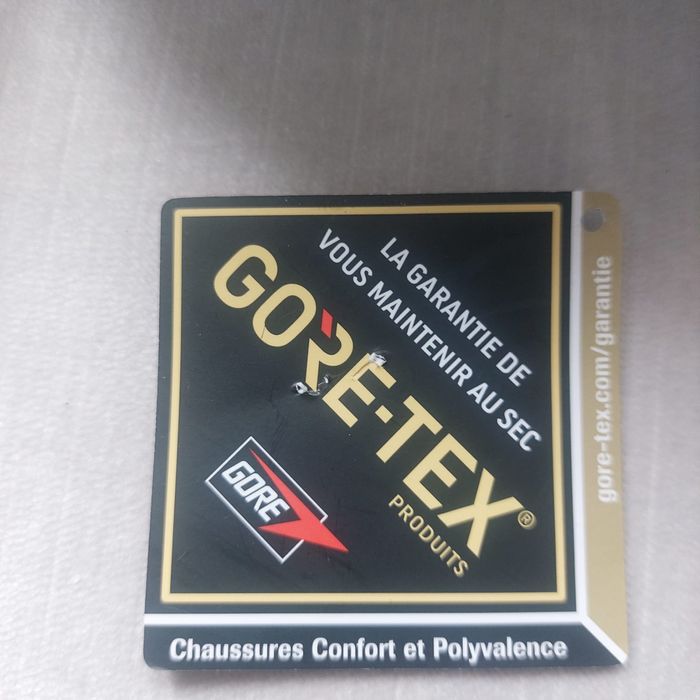 LA GARANTIE DE
VOUS MAINTENIR AU SEC
GORE-TEX®
PRODUITS
GORE
gore-tex.com/garantie
Chaussures Confort et Polyvalence